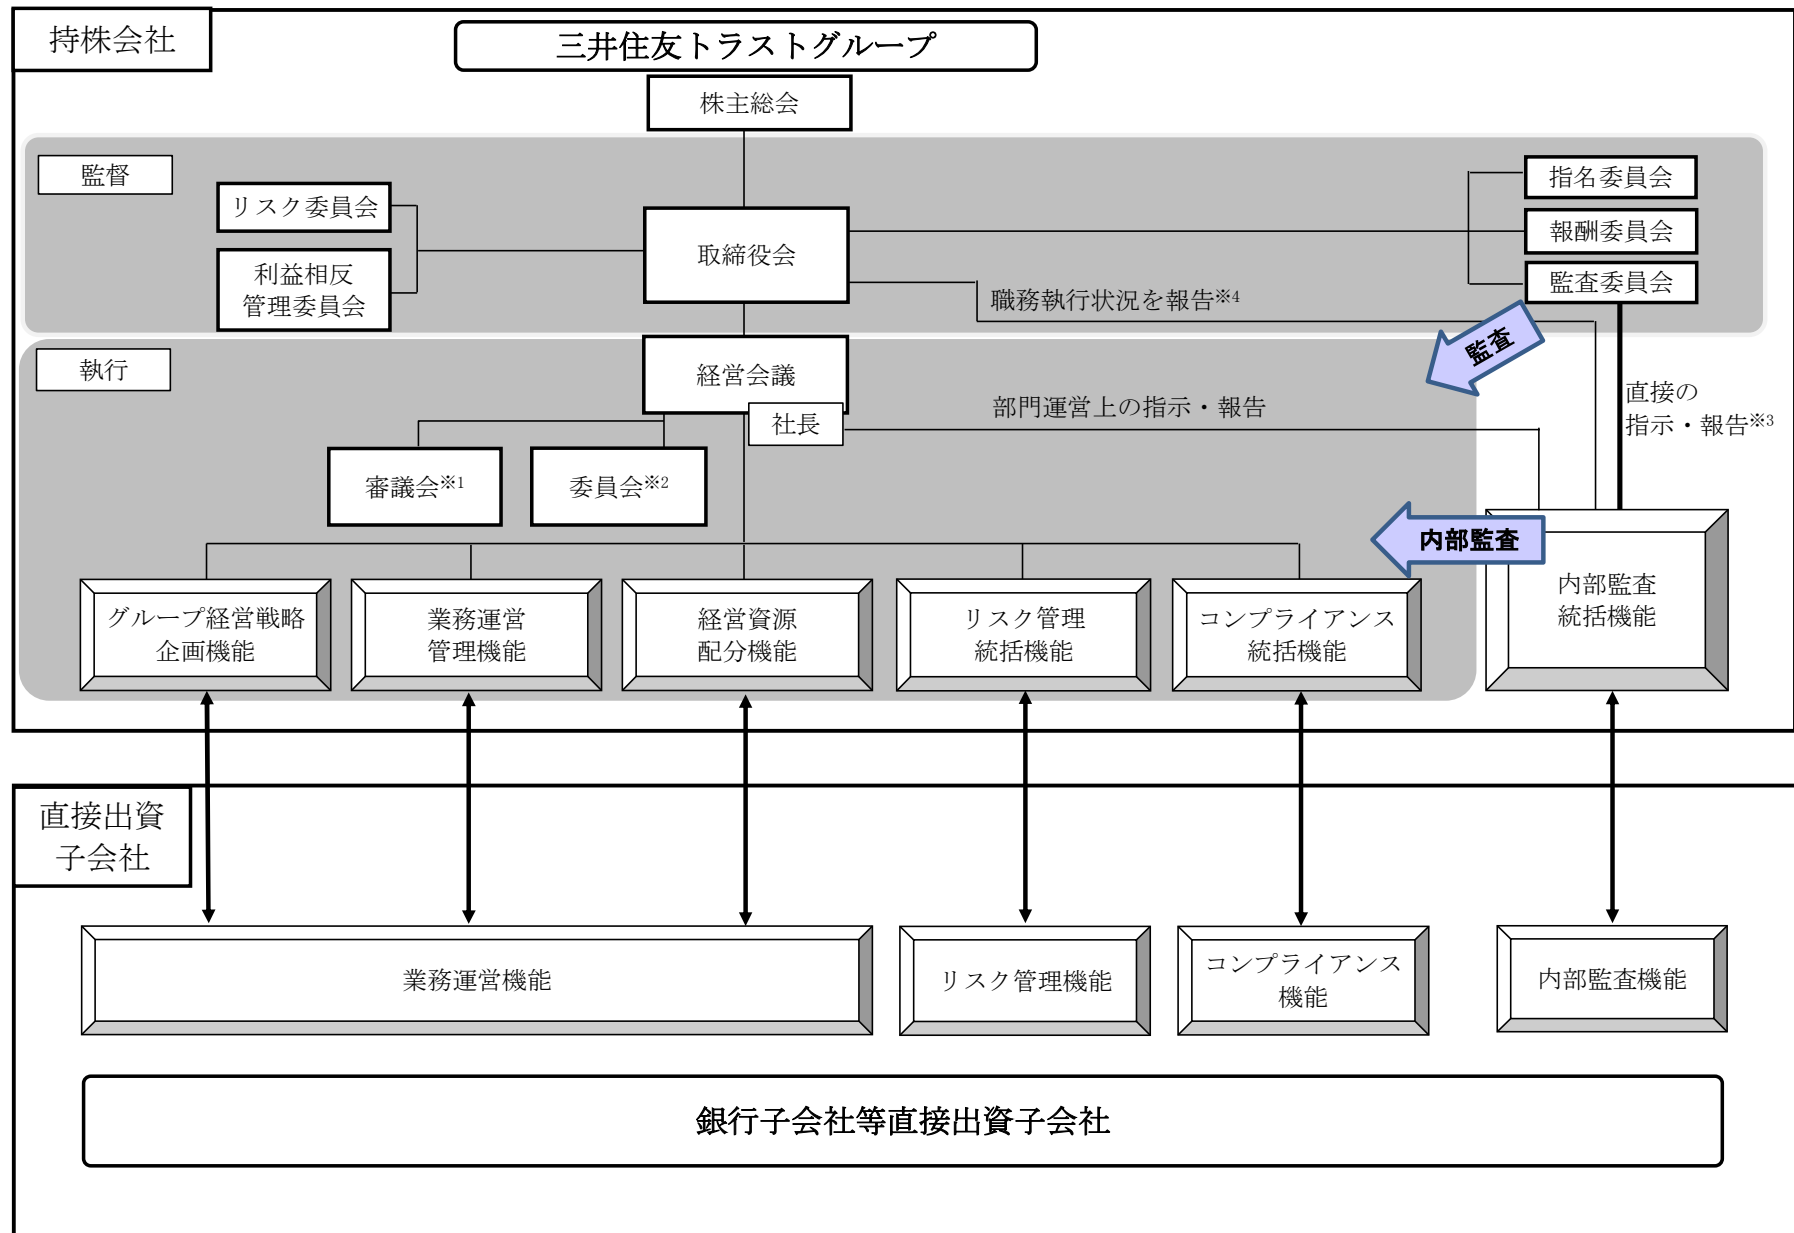 持株会社
三井住友トラストグループ
株主総会
監督
リスク委員会
利益相反
管理委員会
取締役会
指名委員会
報酬委員会
監査委員会
職務執行状況を報告※4
監査
執行
経営会議
社長
部門運営上の指示・報告
直接の
指示・報告※3
審議会※1
委員会※2
内部監査
内部監査
統括機能
グループ経営戦略
企画機能
業務運営
管理機能
経営資源
配分機能
リスク管理
統括機能
コンプライアンス
統括機能
直接出資
子会社
業務運営機能
リスク管理機能
コンプライアンス
機能
内部監査機能
銀行子会社等直接出資子会社